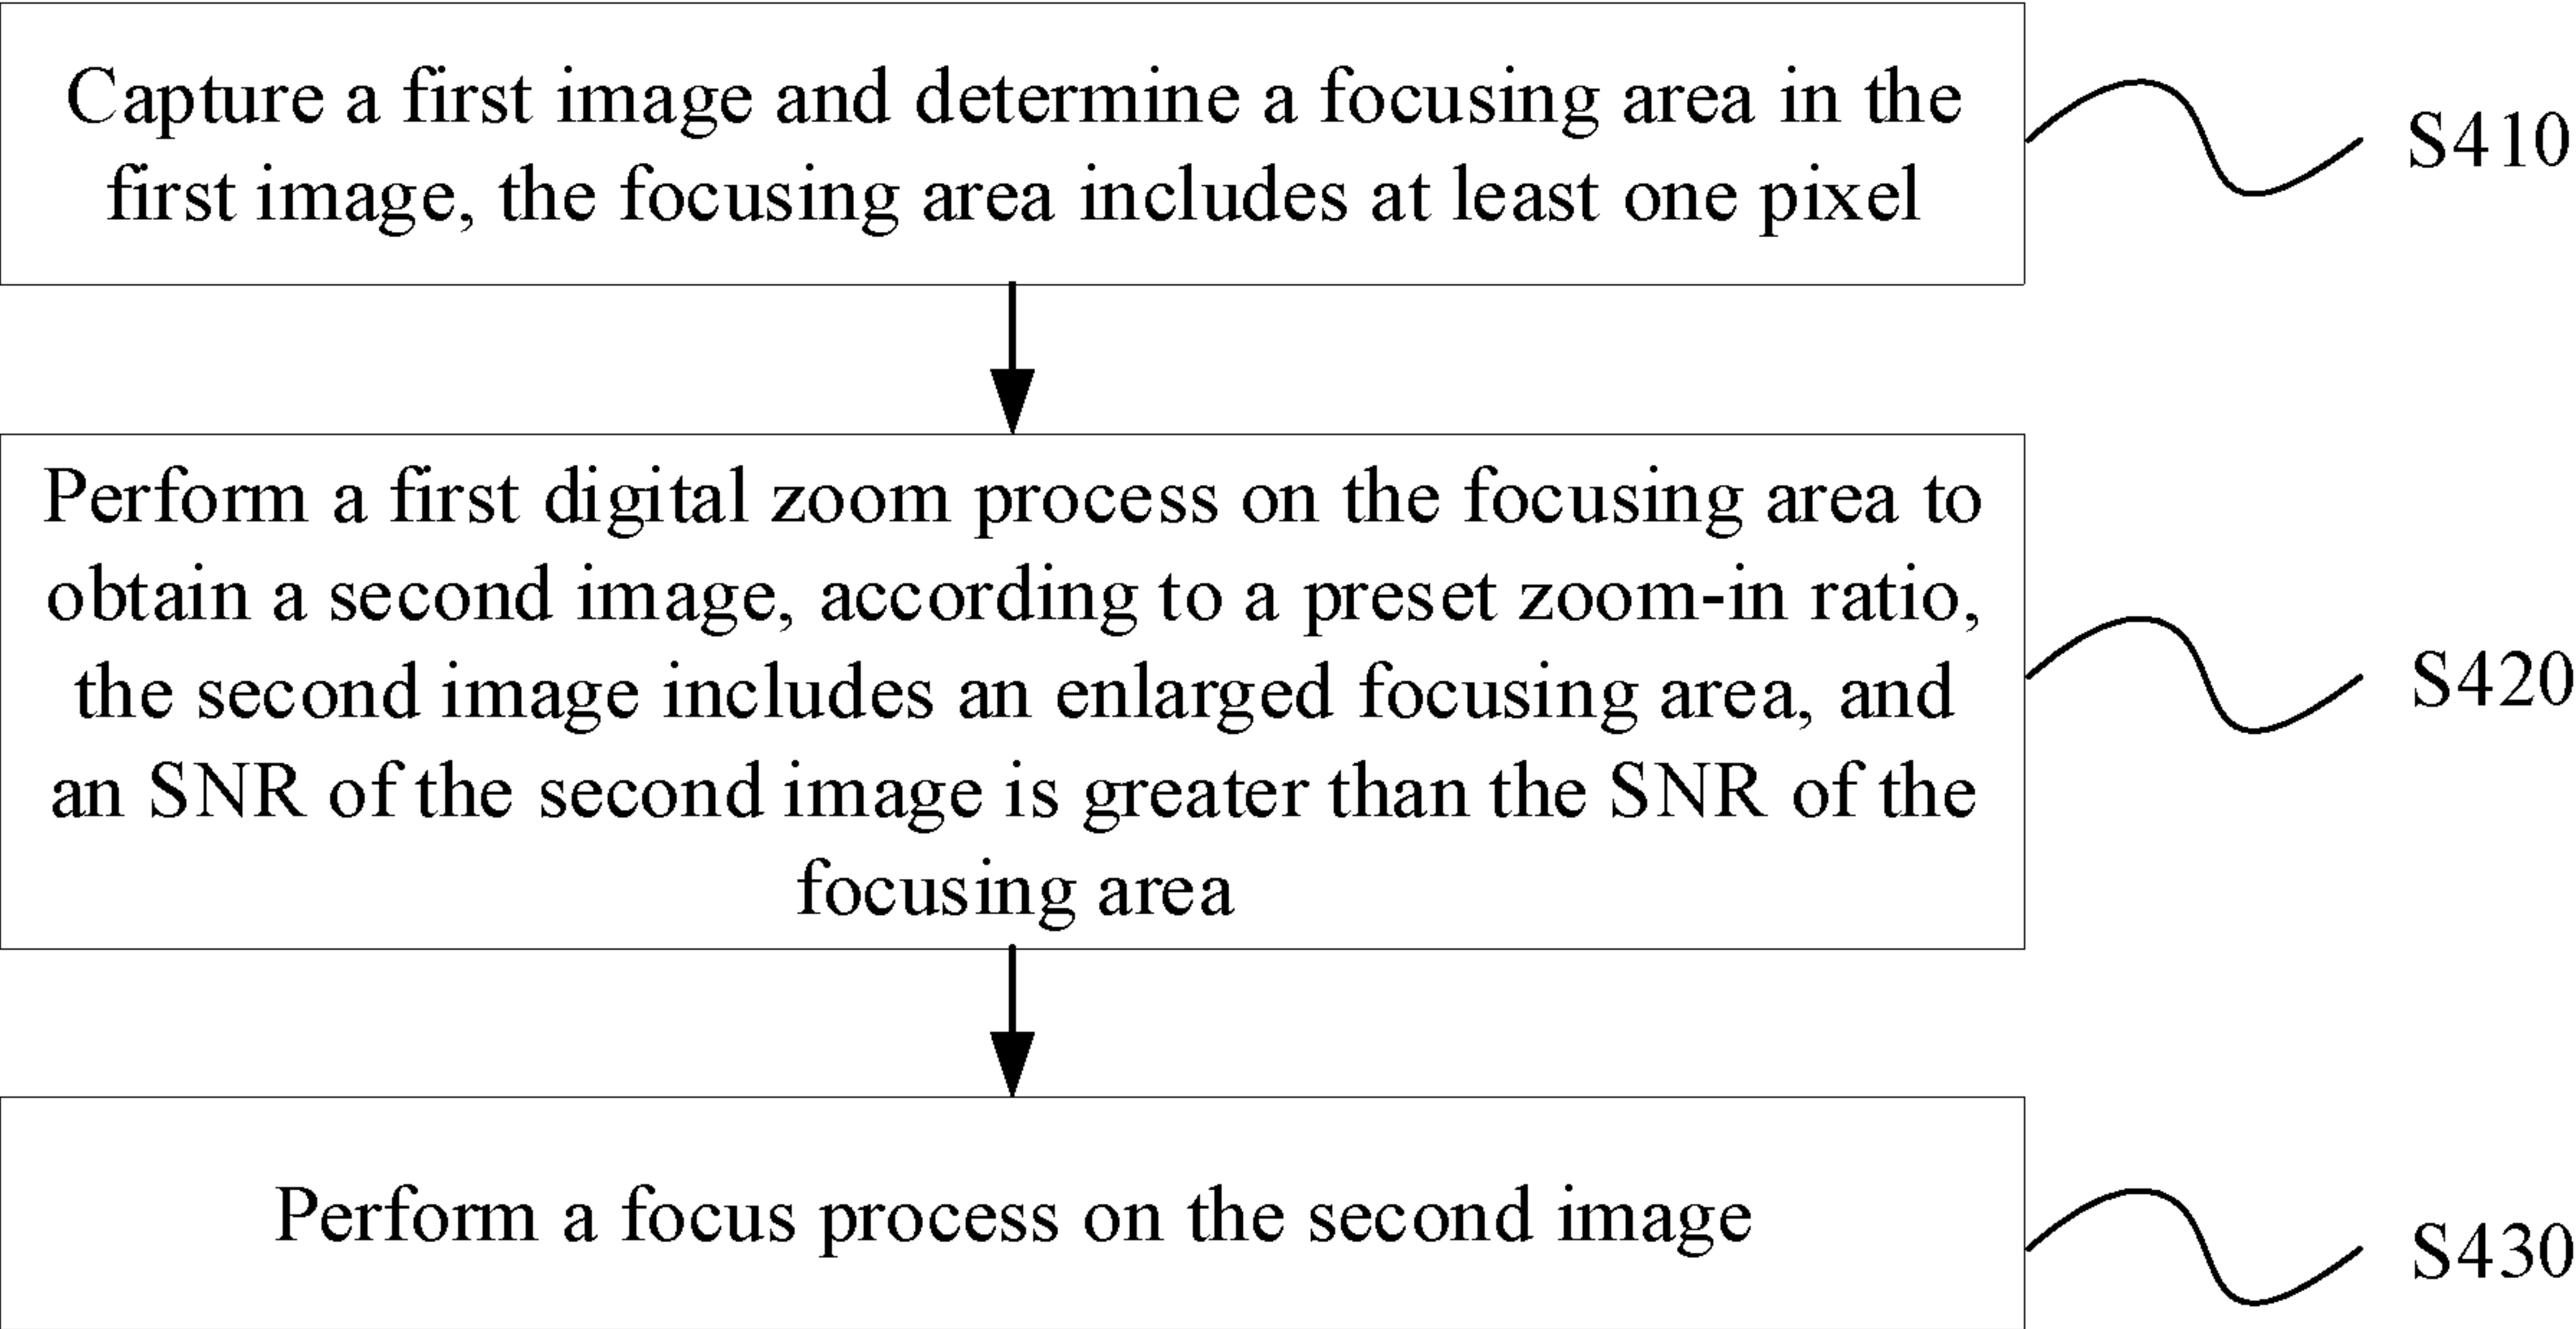 Capture a first image and determine a focusing area in the
first image, the focusing area includes at least one pixel
S410
Perform a first digital zoom process on the focusing area to
obtain a second image, according to a preset zoom-in ratio,
the second image includes an enlarged focusing area, and
an SNR of the second image is greater than the SNR of the
focusing area
S420
Perform a focus process on the second image
S430